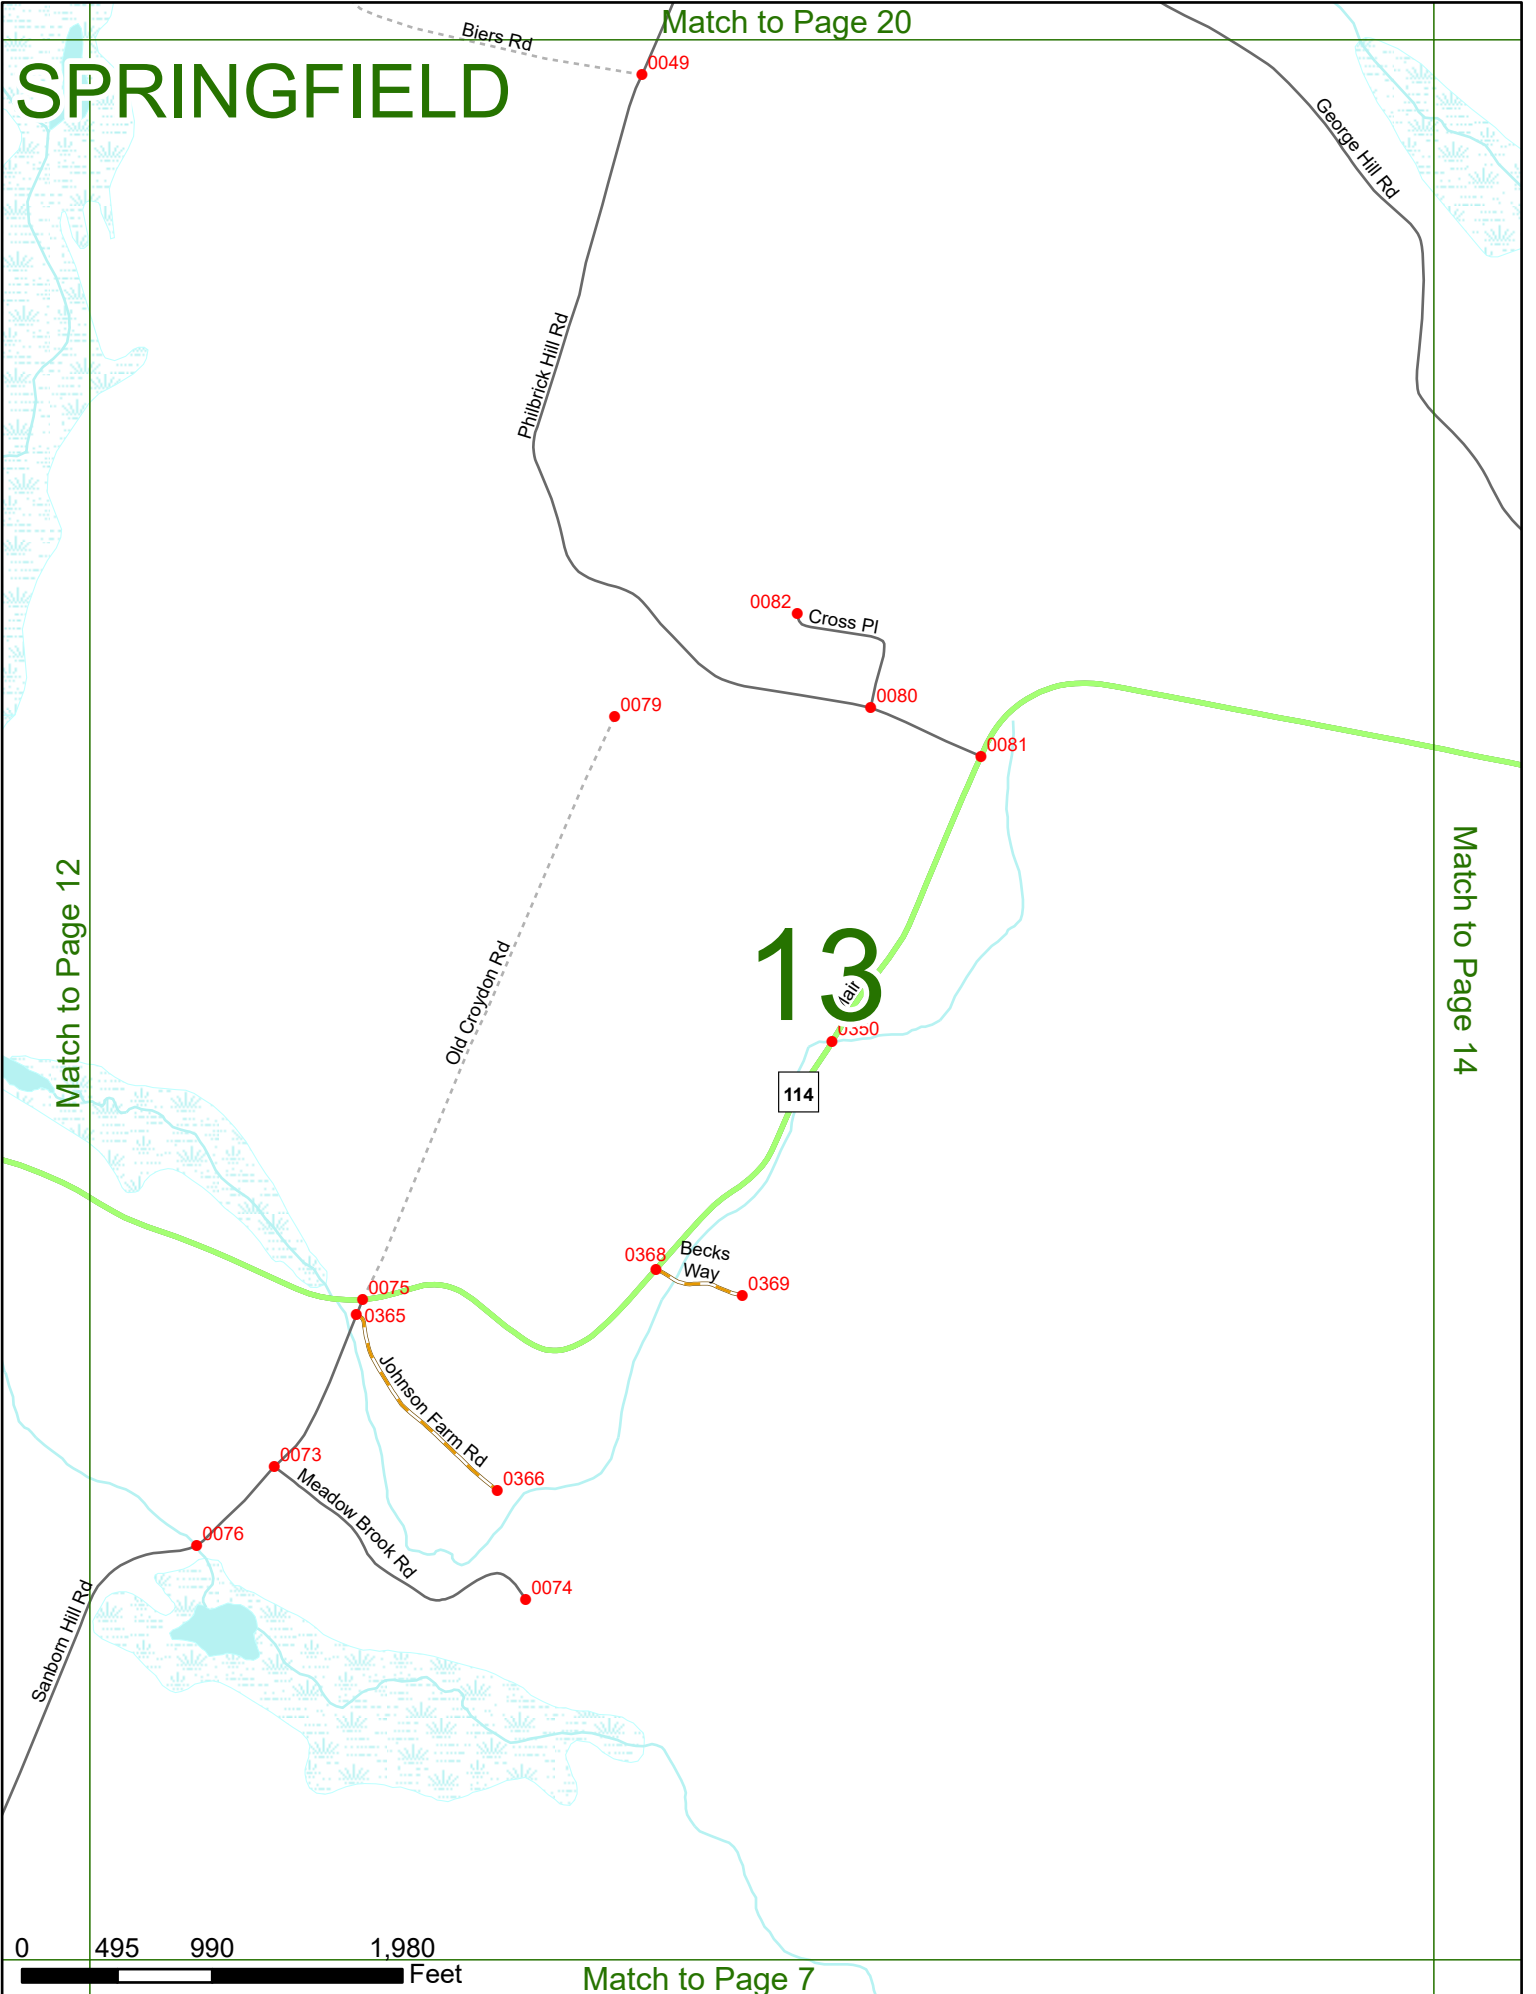 Match to Page 20
Biers Rd
0049
SPRINGFIELD
George Hill Rd
Philbrick Hill Rd
0082
Cross Pl
0079
0080
0081
Match to Page 12
Match to Page 14
Old Croydon Rd
13
0350
114
0368
Becks
Way
0369
0075
0365
Johnson Farm Rd
0073
0366
Meadow Brook Rd
0076
0074
Sanborn Hill Rd
0 495 990 1,980
Feet
Match to Page 7